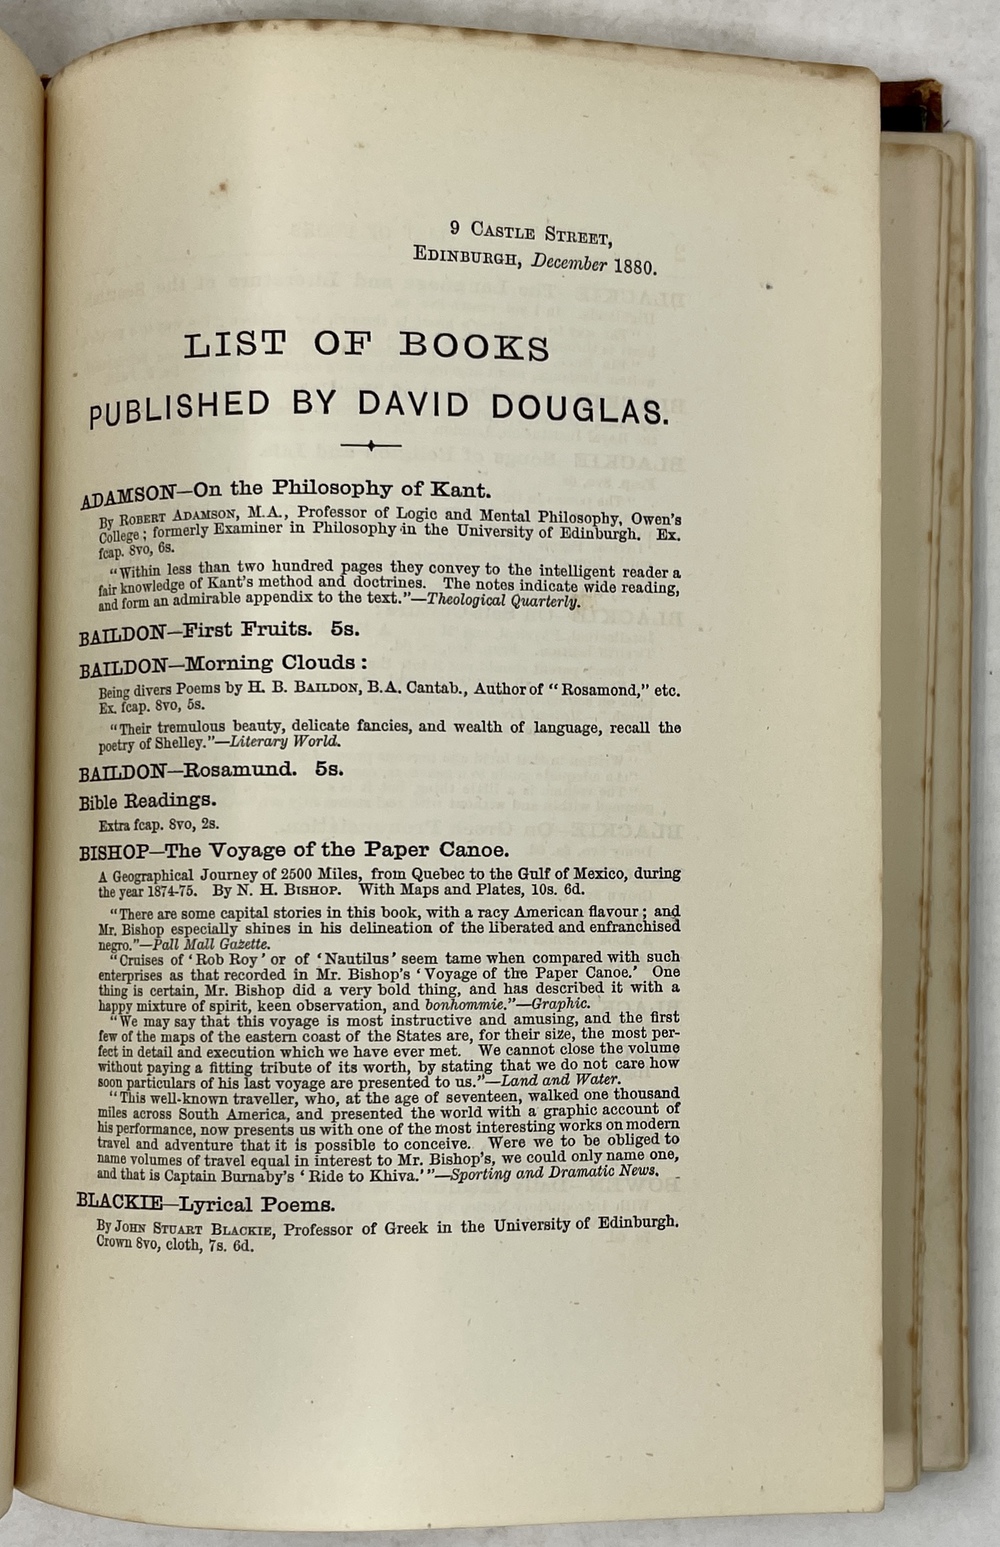 9 CASTLE STREET,
EDINBURGH, December 1880.
LIST OF BOOKS
PUBLISHED BY DAVID DOUGLAS.
ADAMSON—On the Philosophy of Kant.
By ROBERT ADAMSON, M.A., Professor of Logic and Mental Philosophy, Owen's
College; formerly Examiner in Philosophy in the University of Edinburgh. Ex.
fcap. 8vo, 6s.
"Within less than two hundred pages they convey to the intelligent reader a
fair knowledge of Kant's method and doctrines. The notes indicate wide reading,
and form an admirable appendix to the text."—Theological Quarterly.
BAILDON—First Fruits. 5s.
BAILDON—Morning Clouds:
Being divers Poems by H. B. BAILDON, B.A. Cantab., Author of "Rosamond," etc.
Ex. fcap. 8vo, 5s.
"Their tremulous beauty, delicate fancies, and wealth of language, recall the
poetry of Shelley."—Literary World.
BAILDON—Rosamund. 5s.
Bible Readings.
Extra fcap. 8vo, 2s.
BISHOP—The Voyage of the Paper Canoe.
A Geographical Journey of 2500 Miles, from Quebec to the Gulf of Mexico, during
the year 1874-75. By N. H. BISHOP. With Maps and Plates, 10s. 6d.
"There are some capital stories in this book, with a racy American flavour; and
Mr. Bishop especially shines in his delineation of the liberated and enfranchised
negro."—Pall Mall Gazette.
"Cruises of 'Rob Roy' or of 'Nautilus' seem tame when compared with such
enterprises as that recorded in Mr. Bishop's 'Voyage of the Paper Canoe.' One
thing is certain, Mr. Bishop did a very bold thing, and has described it with a
happy mixture of spirit, keen observation, and bonhommie."—Graphic.
"We may say that this voyage is most instructive and amusing, and the first
few of the maps of the eastern coast of the States are, for their size, the most per-
fect in detail and execution which we have ever met. We cannot close the volume
without paying a fitting tribute of its worth, by stating that we do not care how
soon particulars of his last voyage are presented to us."—Land and Water.
"This well-known traveller, who, at the age of seventeen, walked one thousand
miles across South America, and presented the world with a graphic account of
his performance, now presents us with one of the most interesting works on modern
travel and adventure that it is possible to conceive. Were we to be obliged to
name volumes of travel equal in interest to Mr. Bishop's, we could only name one,
and that is Captain Burnaby's 'Ride to Khiva.'"—Sporting and Dramatic News.
BLACKIE—Lyrical Poems.
By JOHN STUART BLACKIE, Professor of Greek in the University of Edinburgh.
Crown 8vo, cloth, 7s. 6d.